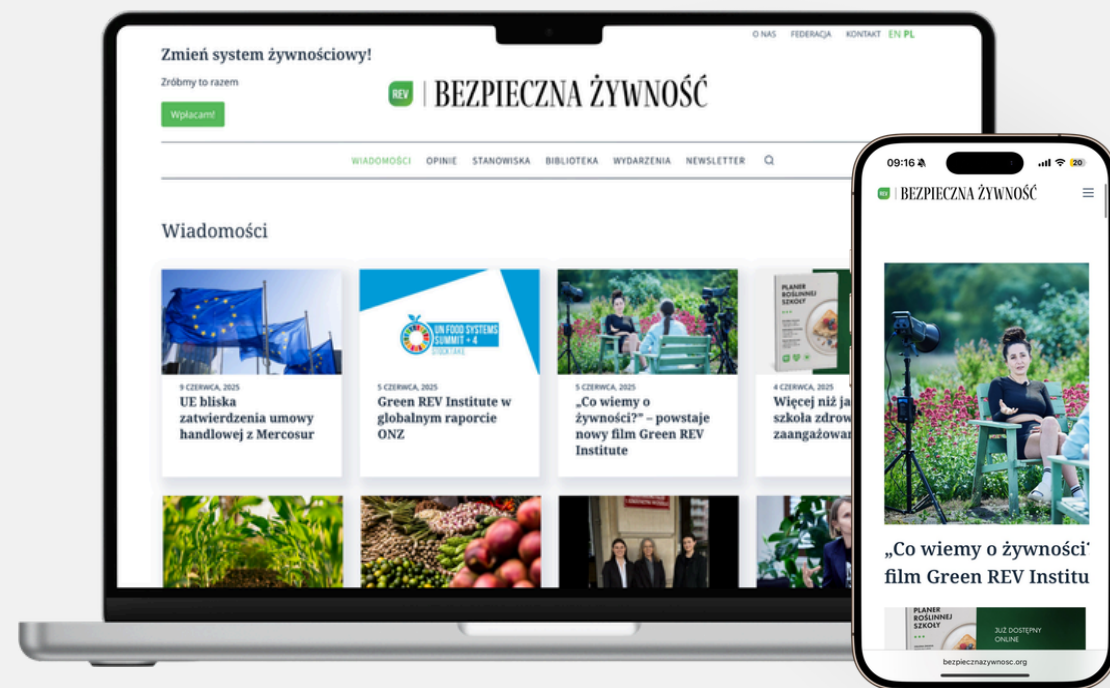 O NAS FEDERACJA KONTAKT EN PL
Zmień system żywnościowy!
Zróbmy to razem
Wpłacam!
REV | BEZPIECZNA ŻYWNOŚĆ
WIADOMOŚCI OPINIE STANOWISKA BIBLIOTEKA WYDARZENIA NEWSLETTER
Wiadomości
9 CZERWCA, 2025
UE bliska
zatwierdzenia umowy
handlowej z Mercosur
UN FOOD SYSTEMS
SUMMIT +4
STOCKTAKE
5 CZERWCA, 2025
Green REV Institute w
globalnym raporcie
ONZ
5 CZERWCA, 2025
„Co wiemy o
żywności?” – powstaje
nowy film Green REV
Institute
PLANER
ROŚLINNEJ
SZKOŁY
4 CZERWCA, 2025
Więcej niż ja
szkoła zdrow
zaangażowan
09:16
20
REV | BEZPIECZNA ŻYWNOŚĆ
„Co wiemy o żywności
film Green REV Institu
PLANER
ROŚLINNEJ
SZKOŁY
JUŻ DOSTĘPNY
ONLINE
bezpiecznazywnosc.org